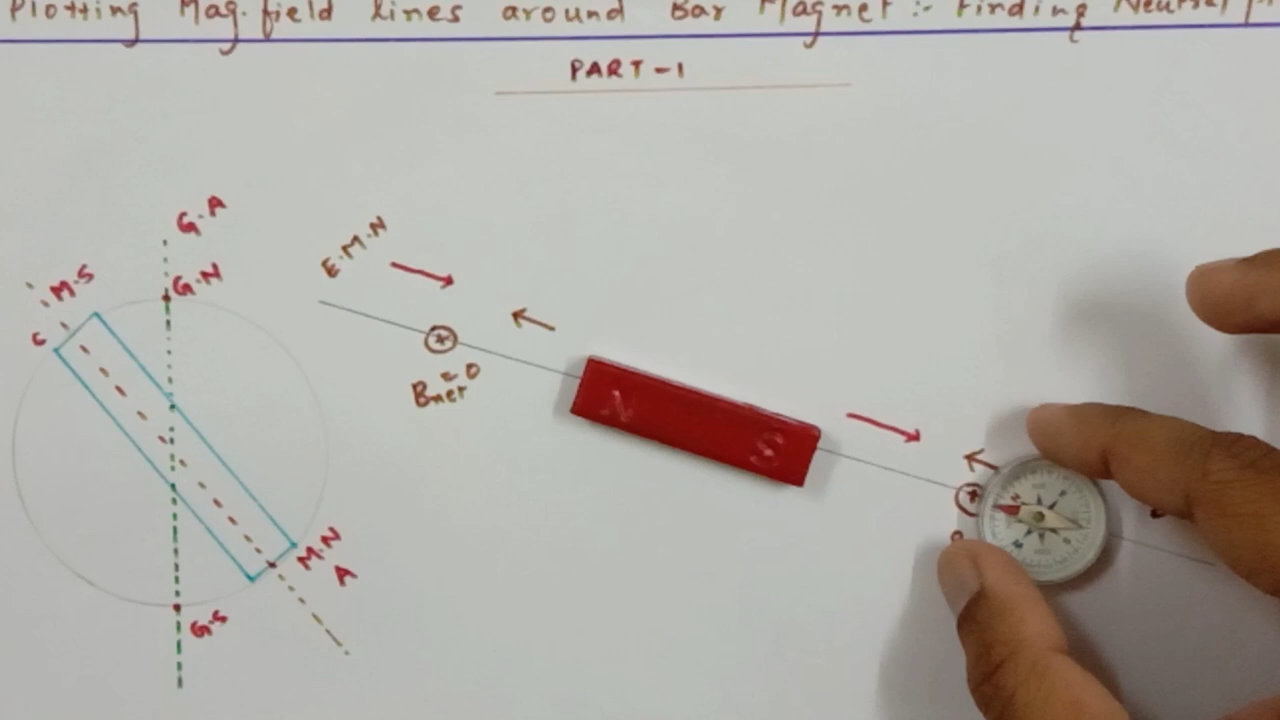 Plotting Mag. field lines around Bar Magnet :- Finding Neutral
PART-1
G.A
G.N
M.S
E.M.N
Bnet = 0
N S
M.N
A
G.S